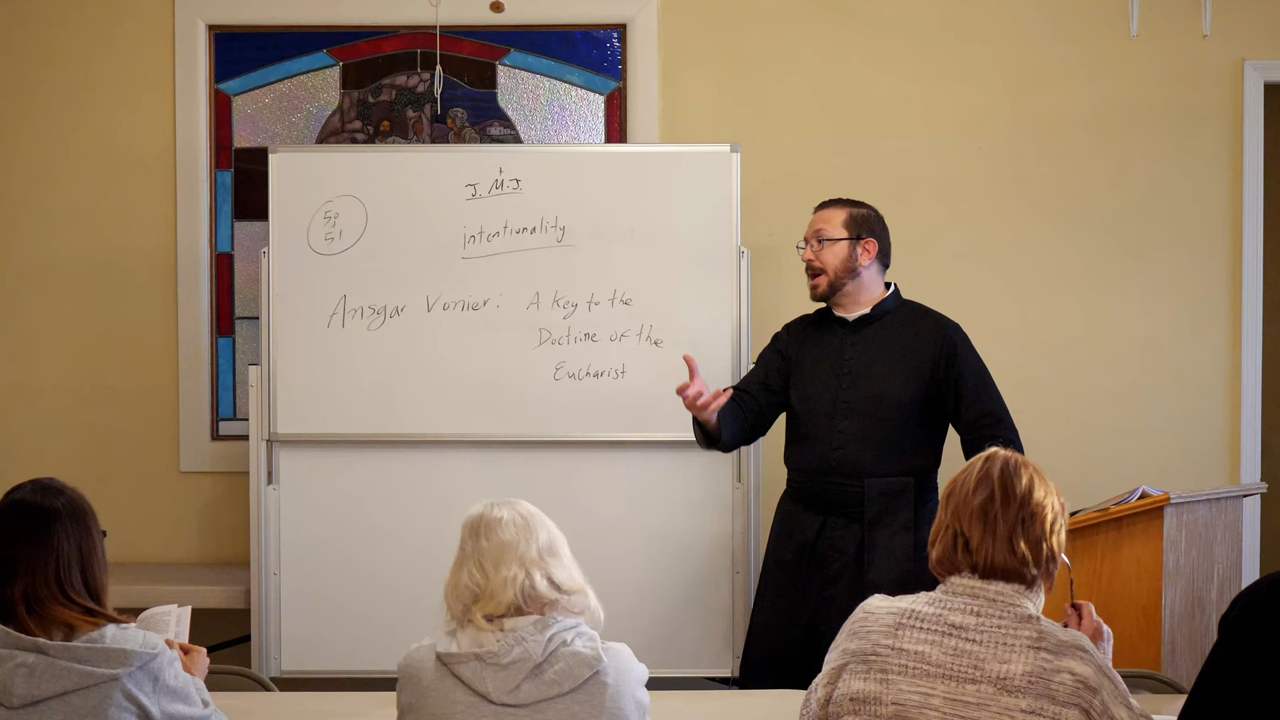 J.M.J.
intentionality
50,
51
Ansgar Vonier: A Key to the
Doctrine of the
Eucharist